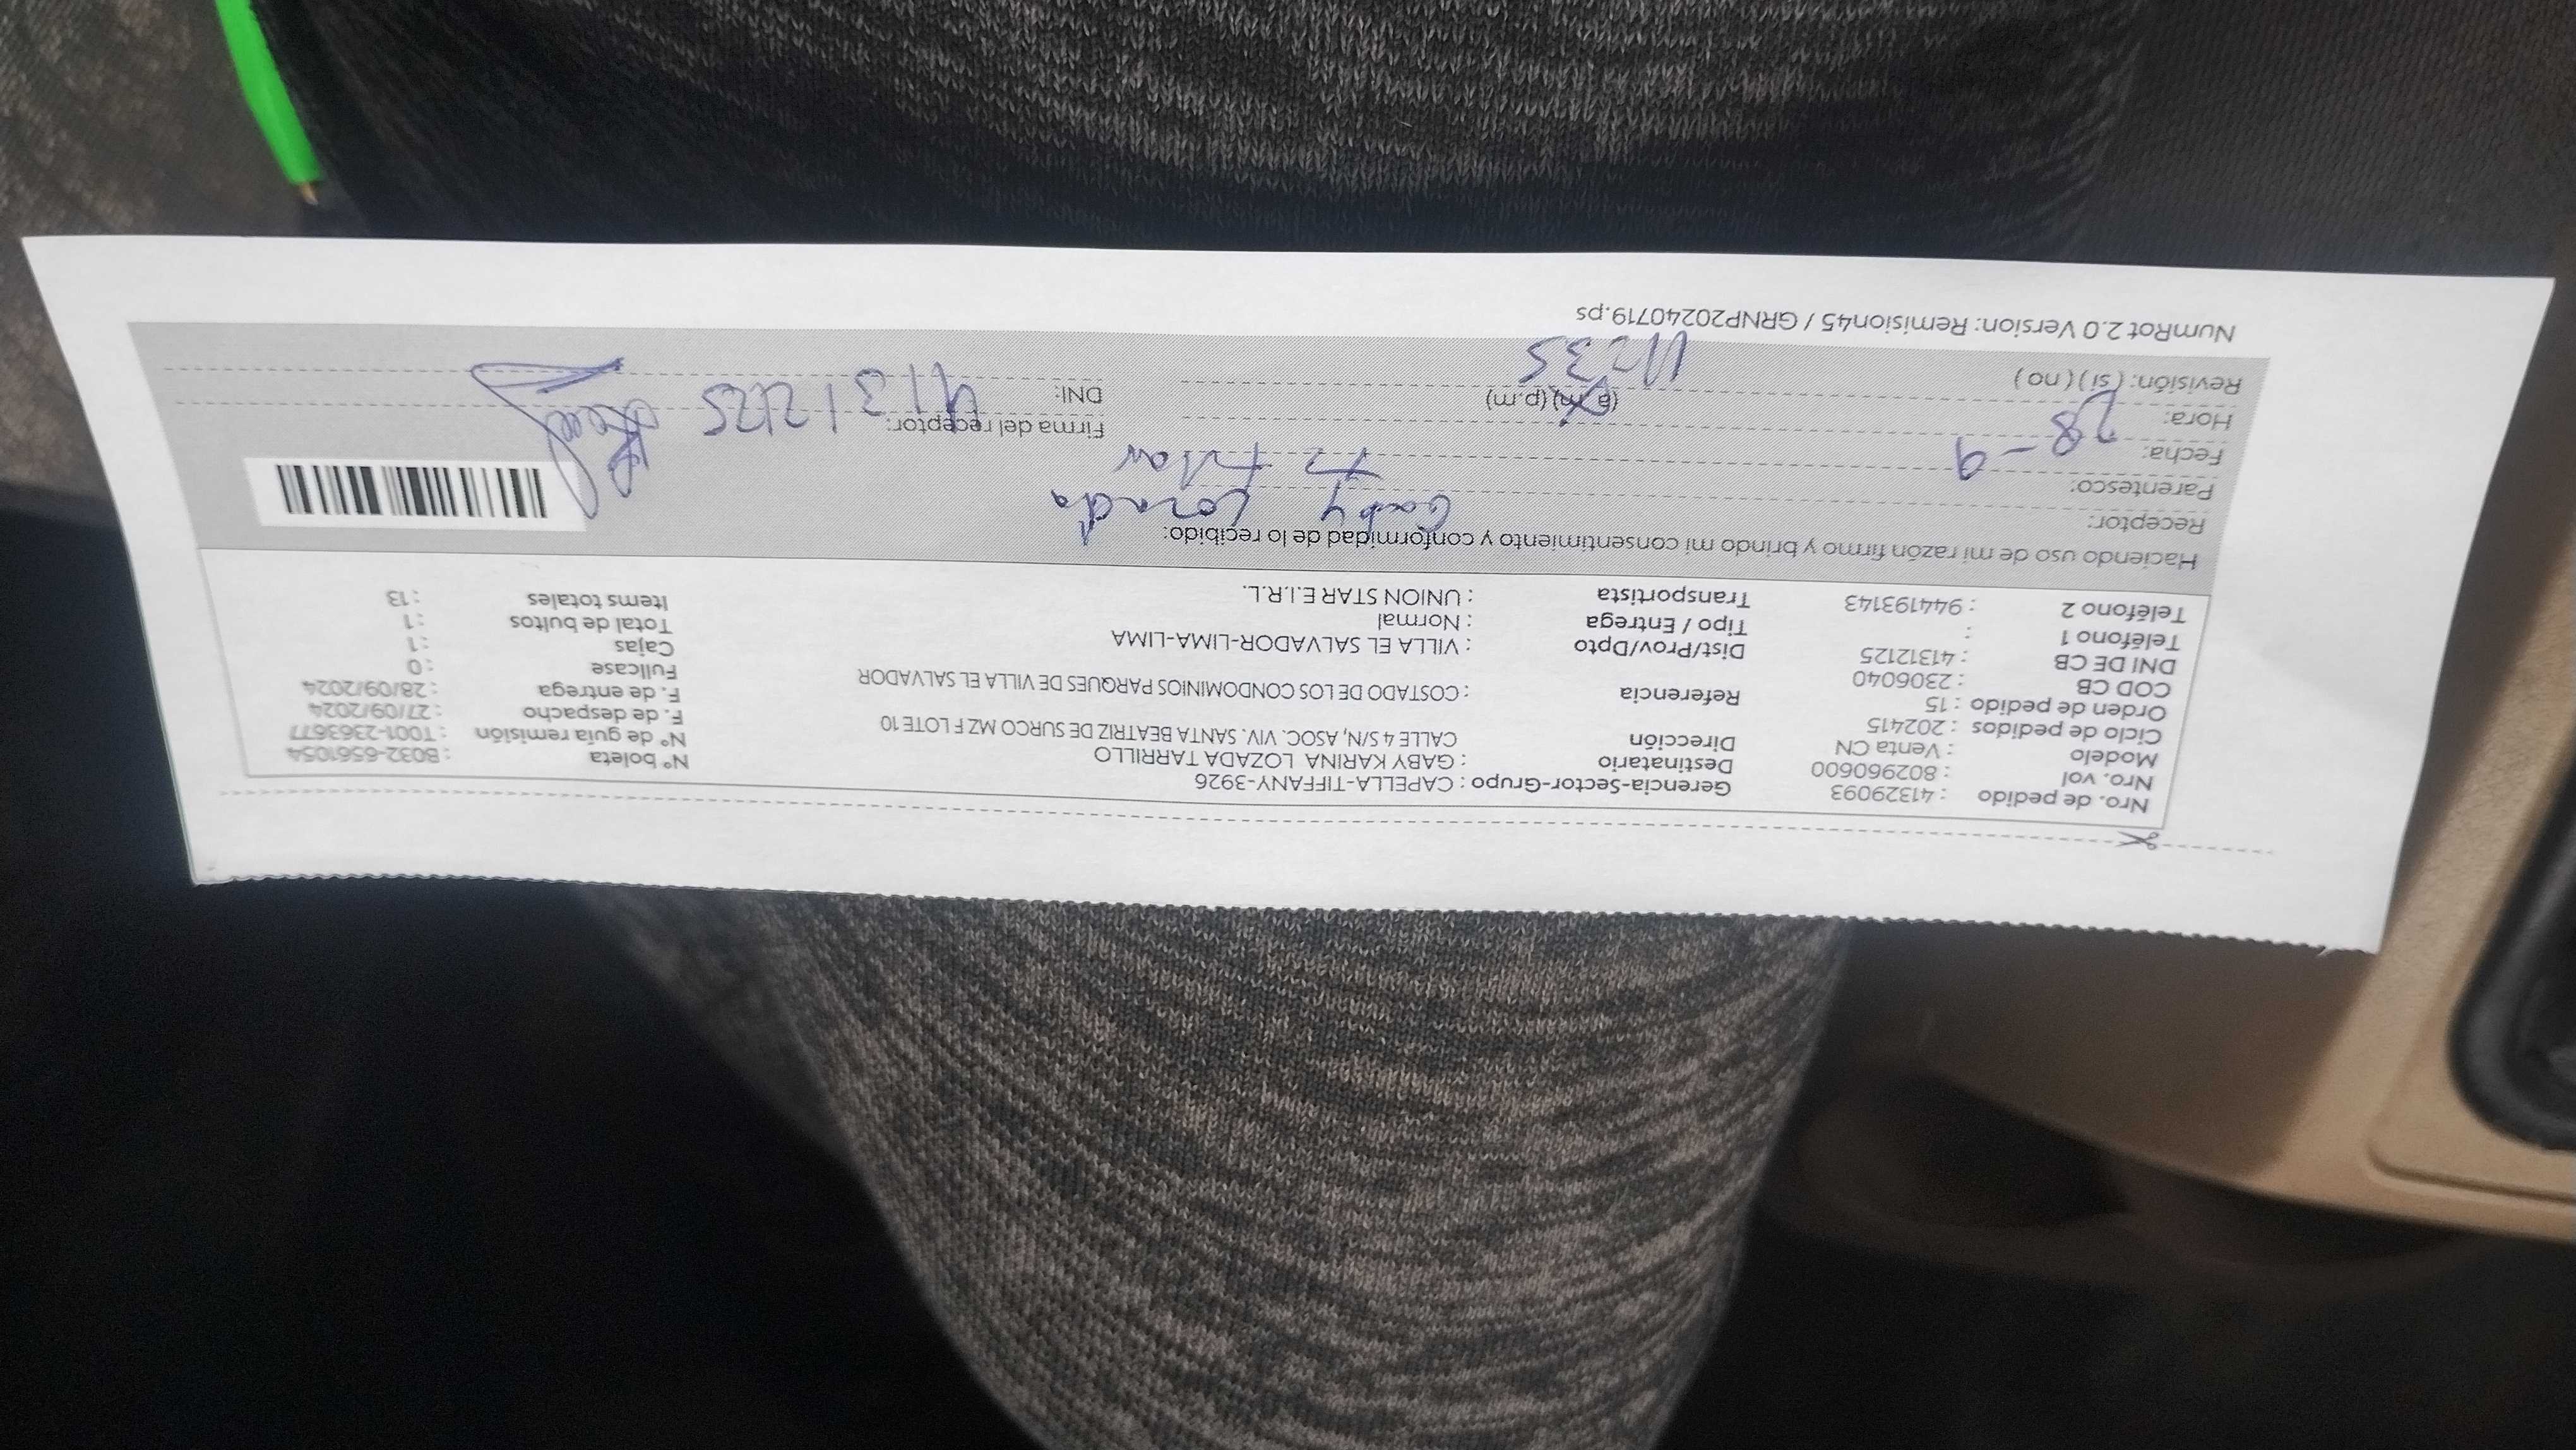 Nro. de pedido : 41329093 Gerencia-Sector-Grupo : CAPELLA-TIFFANY-3926 N° boleta : B032-6561054
Nro. vol : 802960600 Destinatario : GABY KARINA LOZADA TARRILLO N° de guía remisión : T001-2363677
Modelo : Venta CN Dirección CALLE 4 S/N, ASOC. VIV. SANTA BEATRIZ DE SURCO MZ F LOTE 10 F. de despacho : 27/09/2024
Ciclo de pedidos : 202415 F. de entrega : 28/09/2024
Orden de pedido : 15 Referencia : COSTADO DE LOS CONDOMINIOS PARQUES DE VILLA EL SALVADOR Fullcase : 0
COD CB : 2306040 Cajas : 1
DNI DE CB : 41312125 Dist/Prov/Dpto : VILLA EL SALVADOR-LIMA-LIMA Total de bultos : 1
Teléfono 1 : Tipo / Entrega : Normal Items totales : 13
Teléfono 2 : 944193143 Transportista : UNION STAR E.I.R.L.
Haciendo uso de mi razón firmo y brindo mi consentimiento y conformidad de lo recibido:
Receptor: Gaby Lozada
Parentesco: Titular
Fecha: 28-9 Firma del receptor:
Hora: 11:35 (a.m) (p.m) DNI: 41312125
Revisión: (si) (no)
NumRot 2.0 Version: Remision45 / GRNP20240719.ps